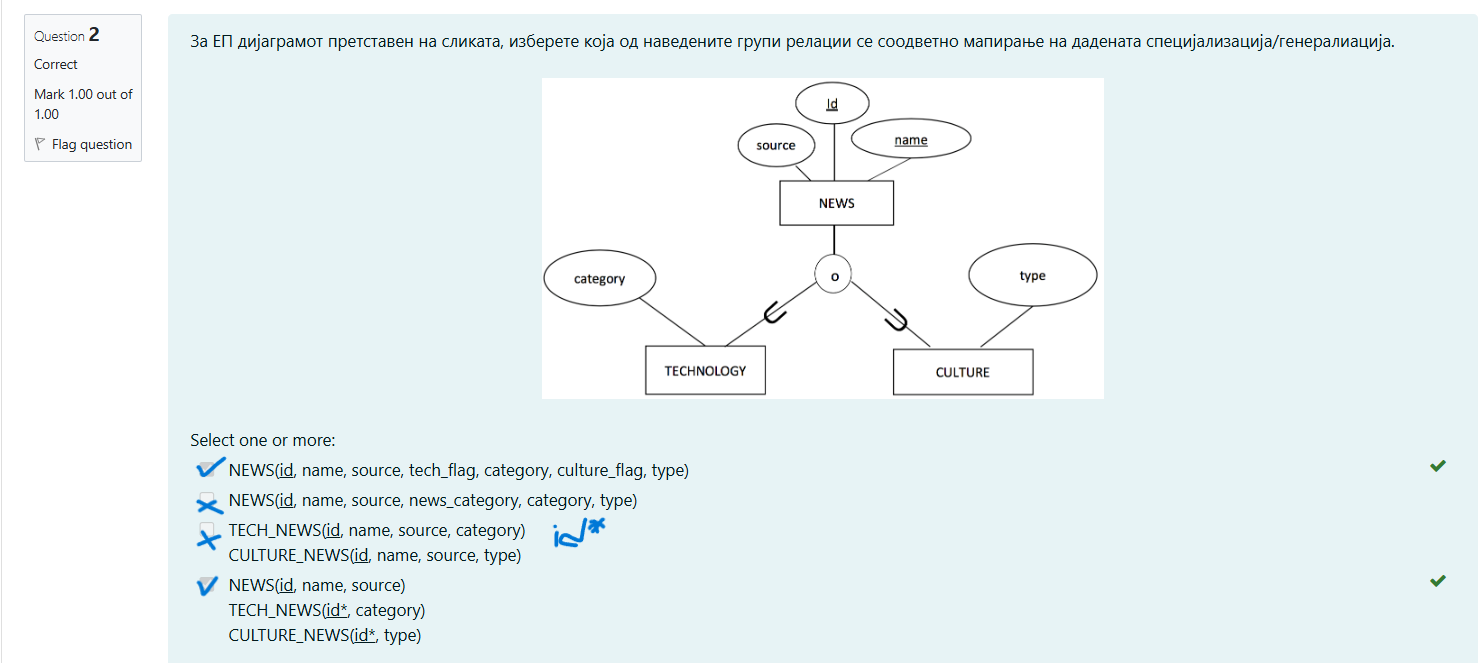 Question 2
Correct
Mark 1.00 out of
1.00
Flag question
За ЕП дијаграмот претставен на сликата, изберете која од наведените групи релации се соодветно мапирање на дадената специјализација/генералиација.
Id
source
name
NEWS
category
o
type
TECHNOLOGY
CULTURE
Select one or more:
NEWS(id, name, source, tech_flag, category, culture_flag, type)
NEWS(id, name, source, news_category, category, type)
TECH_NEWS(id, name, source, category) id*
CULTURE_NEWS(id, name, source, type)
NEWS(id, name, source)
TECH_NEWS(id*, category)
CULTURE_NEWS(id*, type)